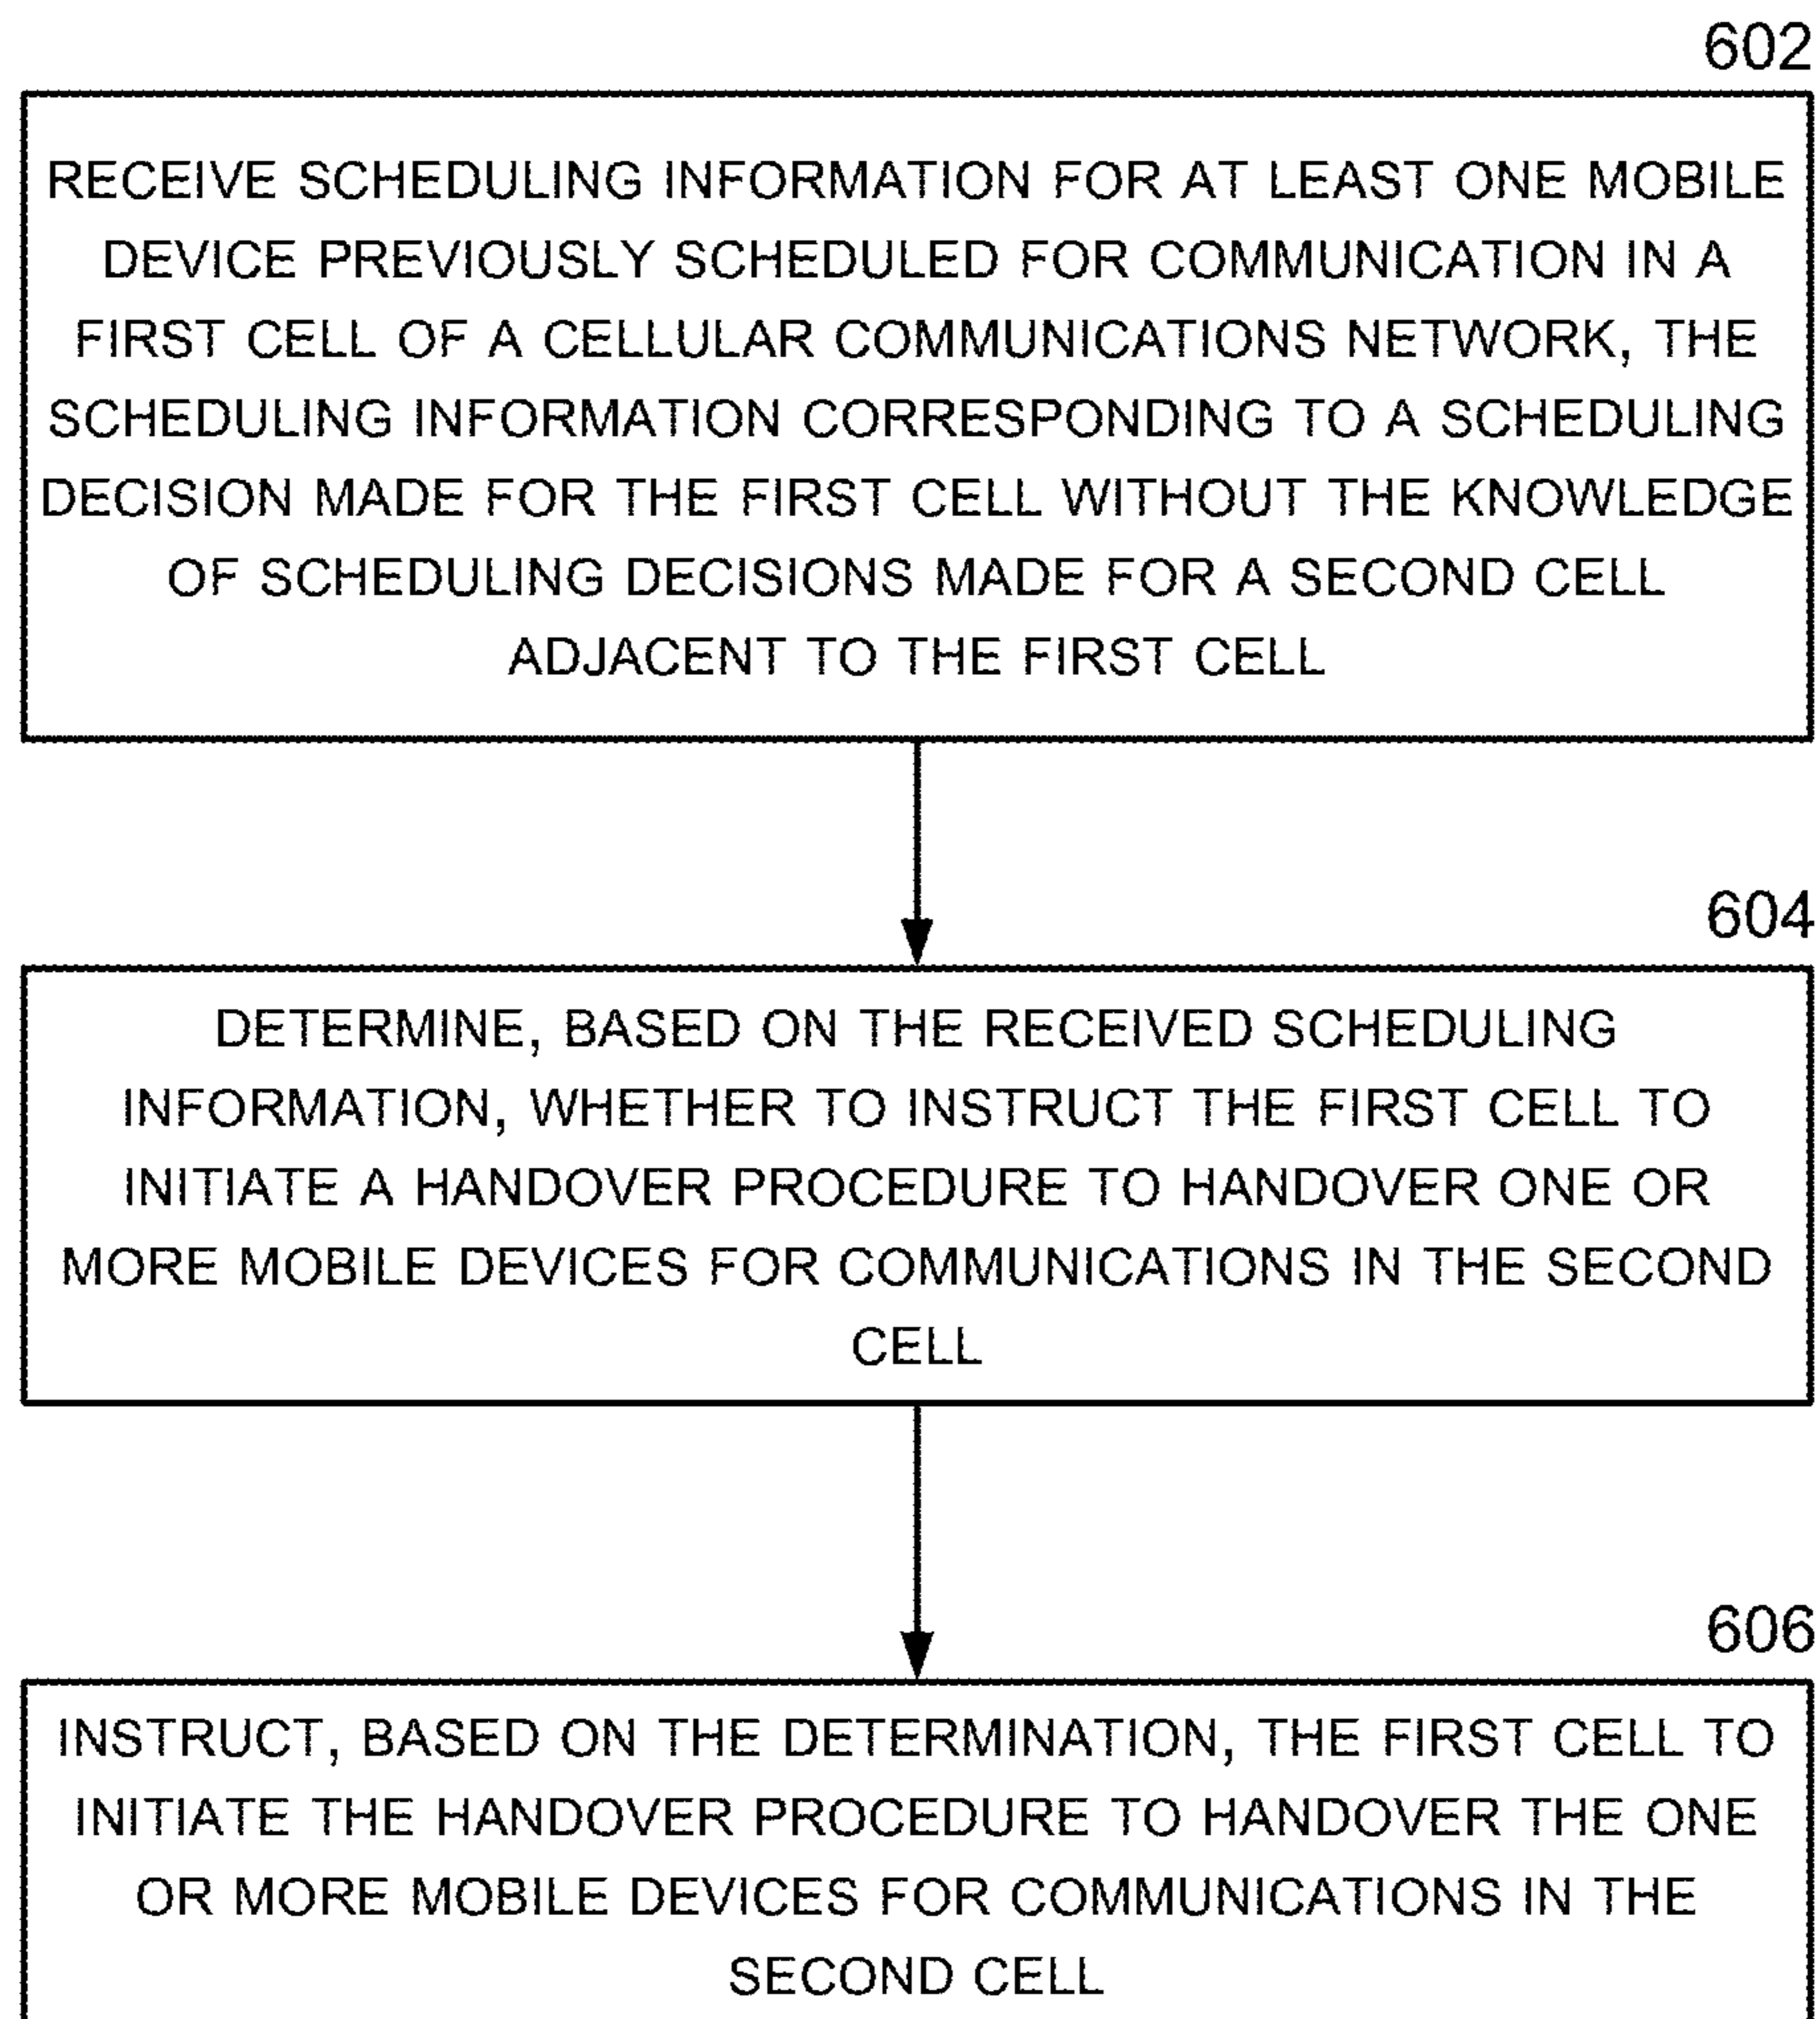 602
RECEIVE SCHEDULING INFORMATION FOR AT LEAST ONE MOBILE
DEVICE PREVIOUSLY SCHEDULED FOR COMMUNICATION IN A
FIRST CELL OF A CELLULAR COMMUNICATIONS NETWORK, THE
SCHEDULING INFORMATION CORRESPONDING TO A SCHEDULING
DECISION MADE FOR THE FIRST CELL WITHOUT THE KNOWLEDGE
OF SCHEDULING DECISIONS MADE FOR A SECOND CELL
ADJACENT TO THE FIRST CELL
604
DETERMINE, BASED ON THE RECEIVED SCHEDULING
INFORMATION, WHETHER TO INSTRUCT THE FIRST CELL TO
INITIATE A HANDOVER PROCEDURE TO HANDOVER ONE OR
MORE MOBILE DEVICES FOR COMMUNICATIONS IN THE SECOND
CELL
606
INSTRUCT, BASED ON THE DETERMINATION, THE FIRST CELL TO
INITIATE THE HANDOVER PROCEDURE TO HANDOVER THE ONE
OR MORE MOBILE DEVICES FOR COMMUNICATIONS IN THE
SECOND CELL